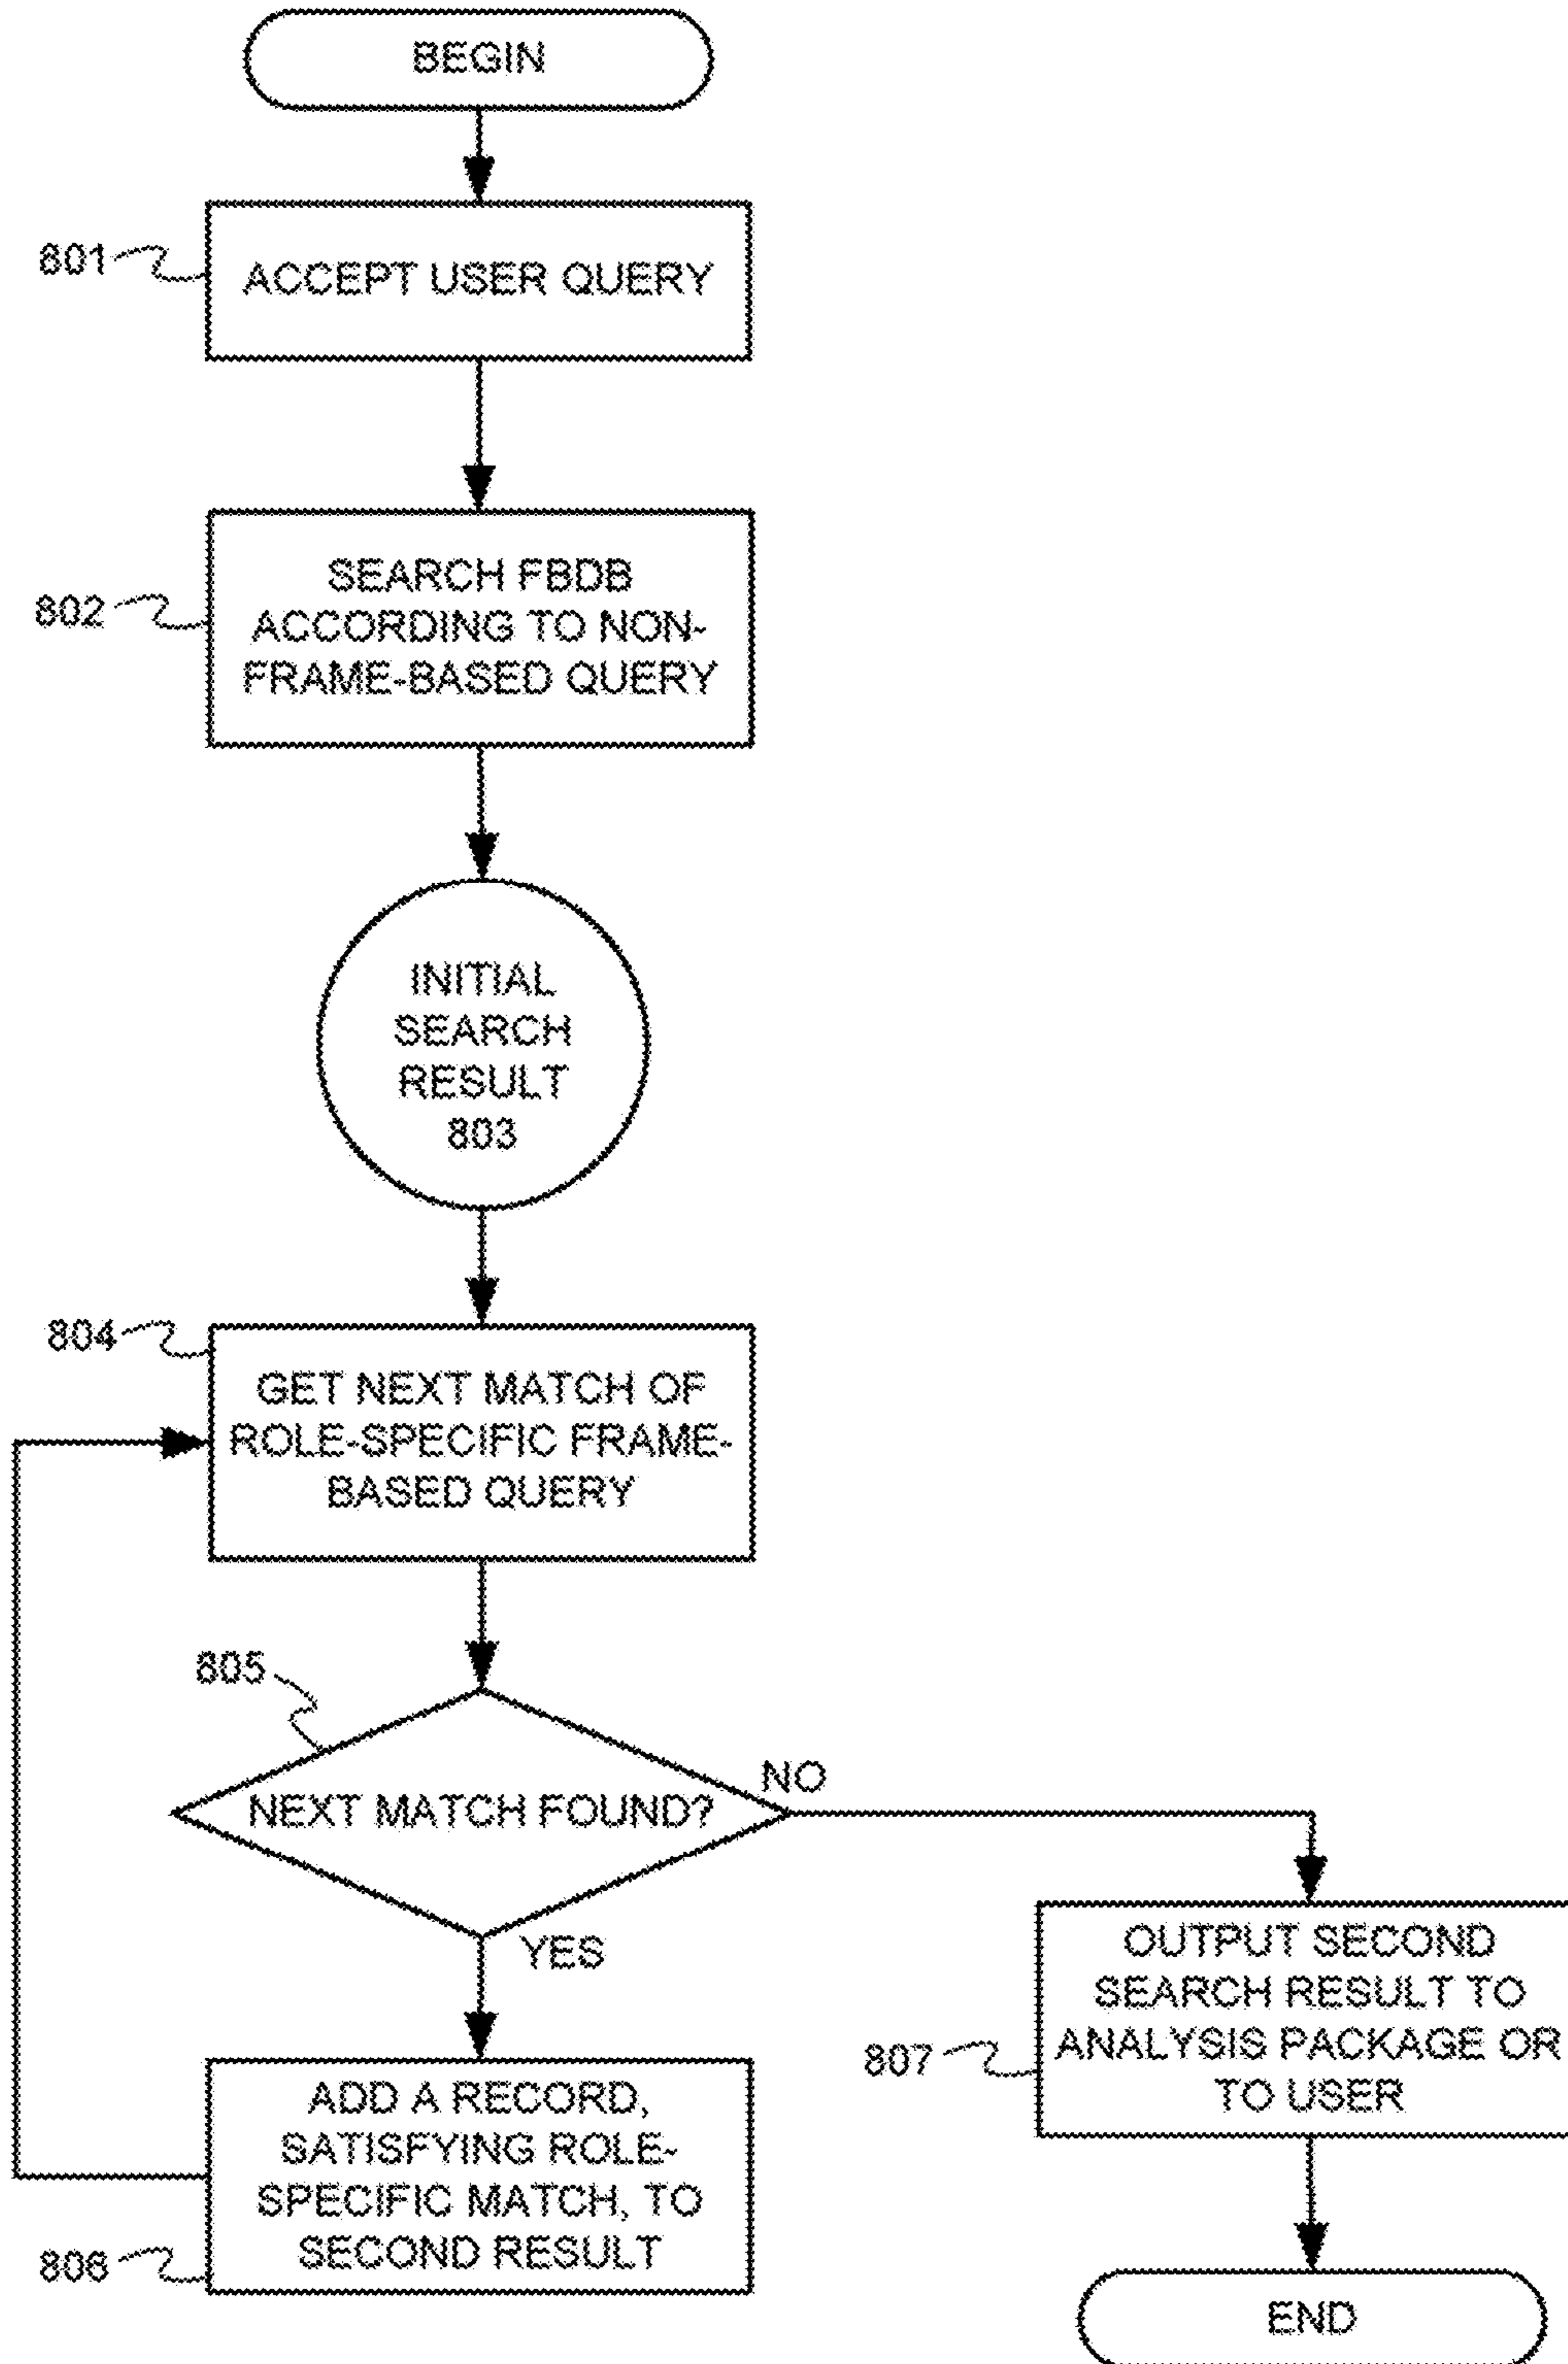 BEGIN
801
ACCEPT USER QUERY
802
SEARCH FBDB
ACCORDING TO NON-
FRAME-BASED QUERY
INITIAL
SEARCH
RESULT
803
804
GET NEXT MATCH OF
ROLE-SPECIFIC FRAME-
BASED QUERY
805
NEXT MATCH FOUND?
NO
YES
806
ADD A RECORD,
SATISFYING ROLE-
SPECIFIC MATCH, TO
SECOND RESULT
807
OUTPUT SECOND
SEARCH RESULT TO
ANALYSIS PACKAGE OR
TO USER
END